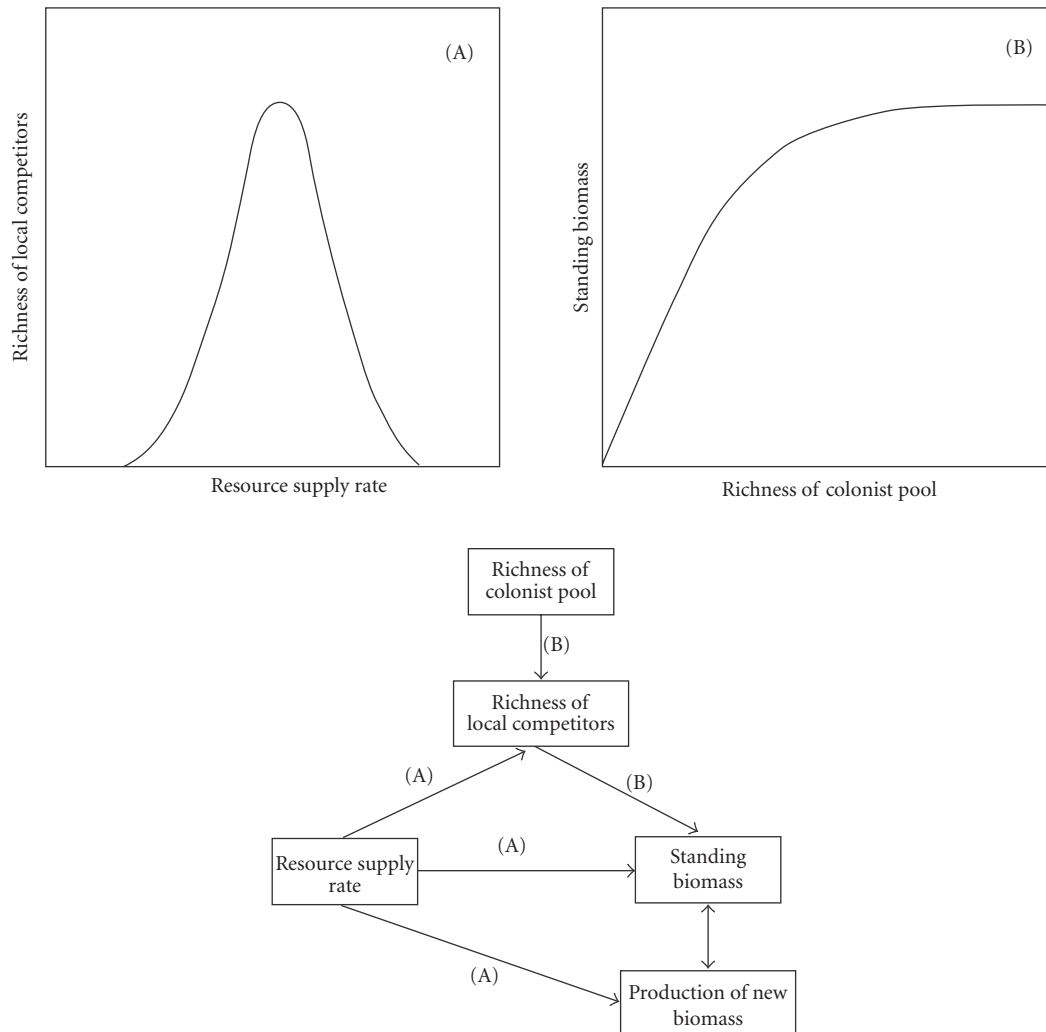 (A)
Richness of local competitors
Resource supply rate
(B)
Standing biomass
Richness of colonist pool
Richness of
colonist pool
(B)
Richness of
local competitors
(A)
(B)
Resource supply
rate
(A)
Standing
biomass
(A)
Production of new
biomass